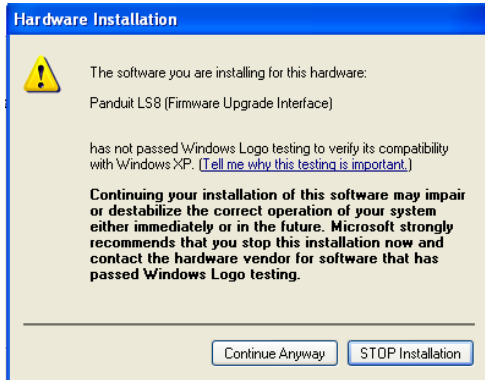 Hardware Installation
The software you are installing for this hardware:
Panduit LS8 (Firmware Upgrade Interface)
has not passed Windows Logo testing to verify its compatibility
with Windows XP. (Tell me why this testing is important.)
Continuing your installation of this software may impair
or destabilize the correct operation of your system
either immediately or in the future. Microsoft strongly
recommends that you stop this installation now and
contact the hardware vendor for software that has
passed Windows Logo testing.
Continue Anyway
STOP Installation